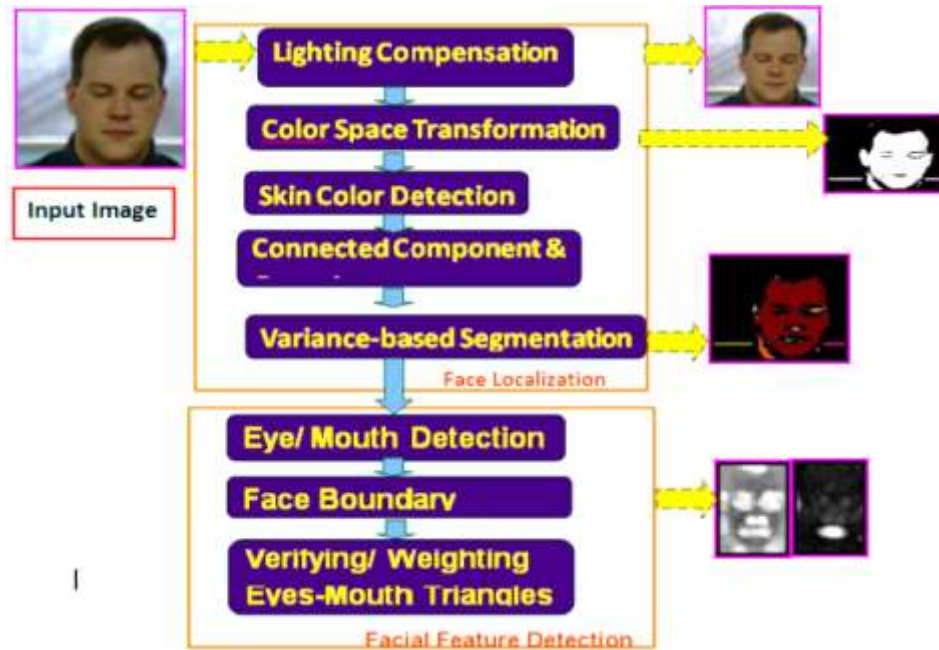 Lighting Compensation
Color Space Transformation
Input Image
Skin Color Detection
Connected Component &
Variance-based Segmentation
Face Localization
Eye/ Mouth Detection
Face Boundary
Verifying/ Weighting
Eyes-Mouth Triangles
Facial Feature Detection